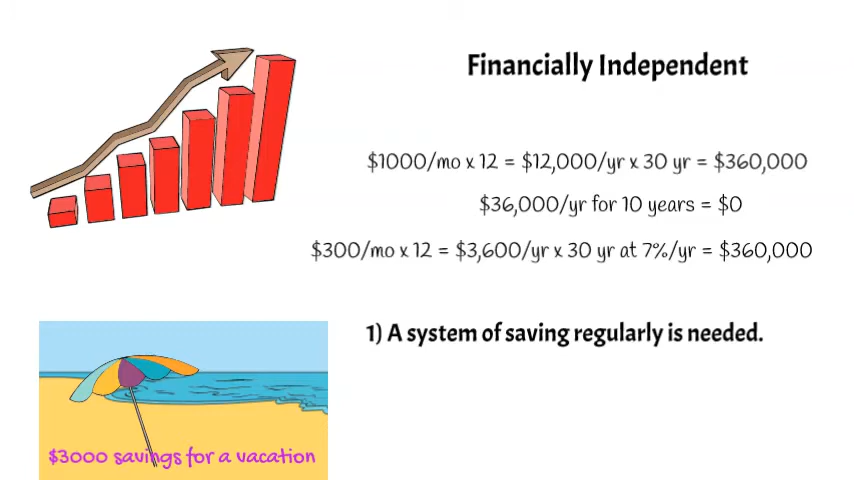 Financially Independent
$1000/mo x 12 = $12,000/yr x 30 yr = $360,000
$36,000/yr for 10 years = $0
$300/mo x 12 = $3,600/yr x 30 yr at 7%/yr = $360,000
1) A system of saving regularly is needed.
$3000 savings for a vacation